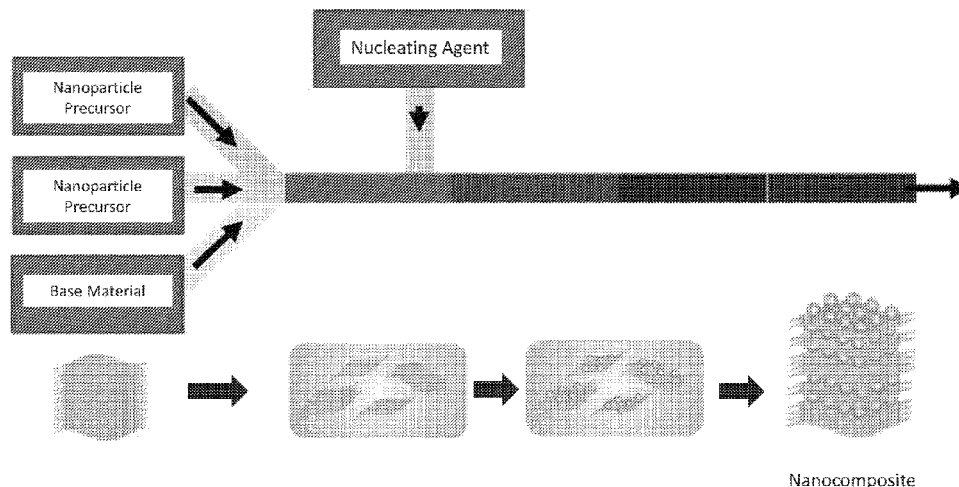 Nucleating Agent
Nanoparticle
Precursor
Nanoparticle
Precursor
Base Material
Nanocomposite